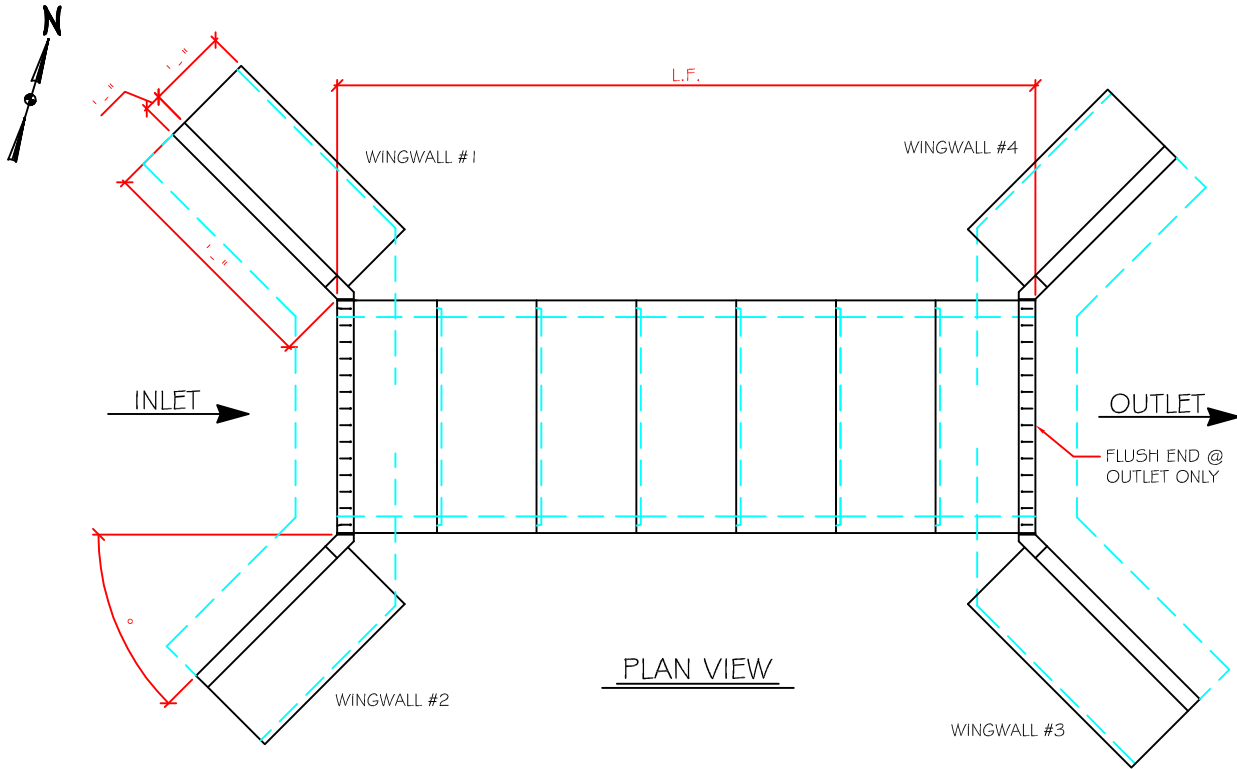 N
' - "
' - "
L.F.
WINGWALL #1
WINGWALL #4
' - "
INLET
OUTLET
FLUSH END @
OUTLET ONLY
°
PLAN VIEW
WINGWALL #2
WINGWALL #3